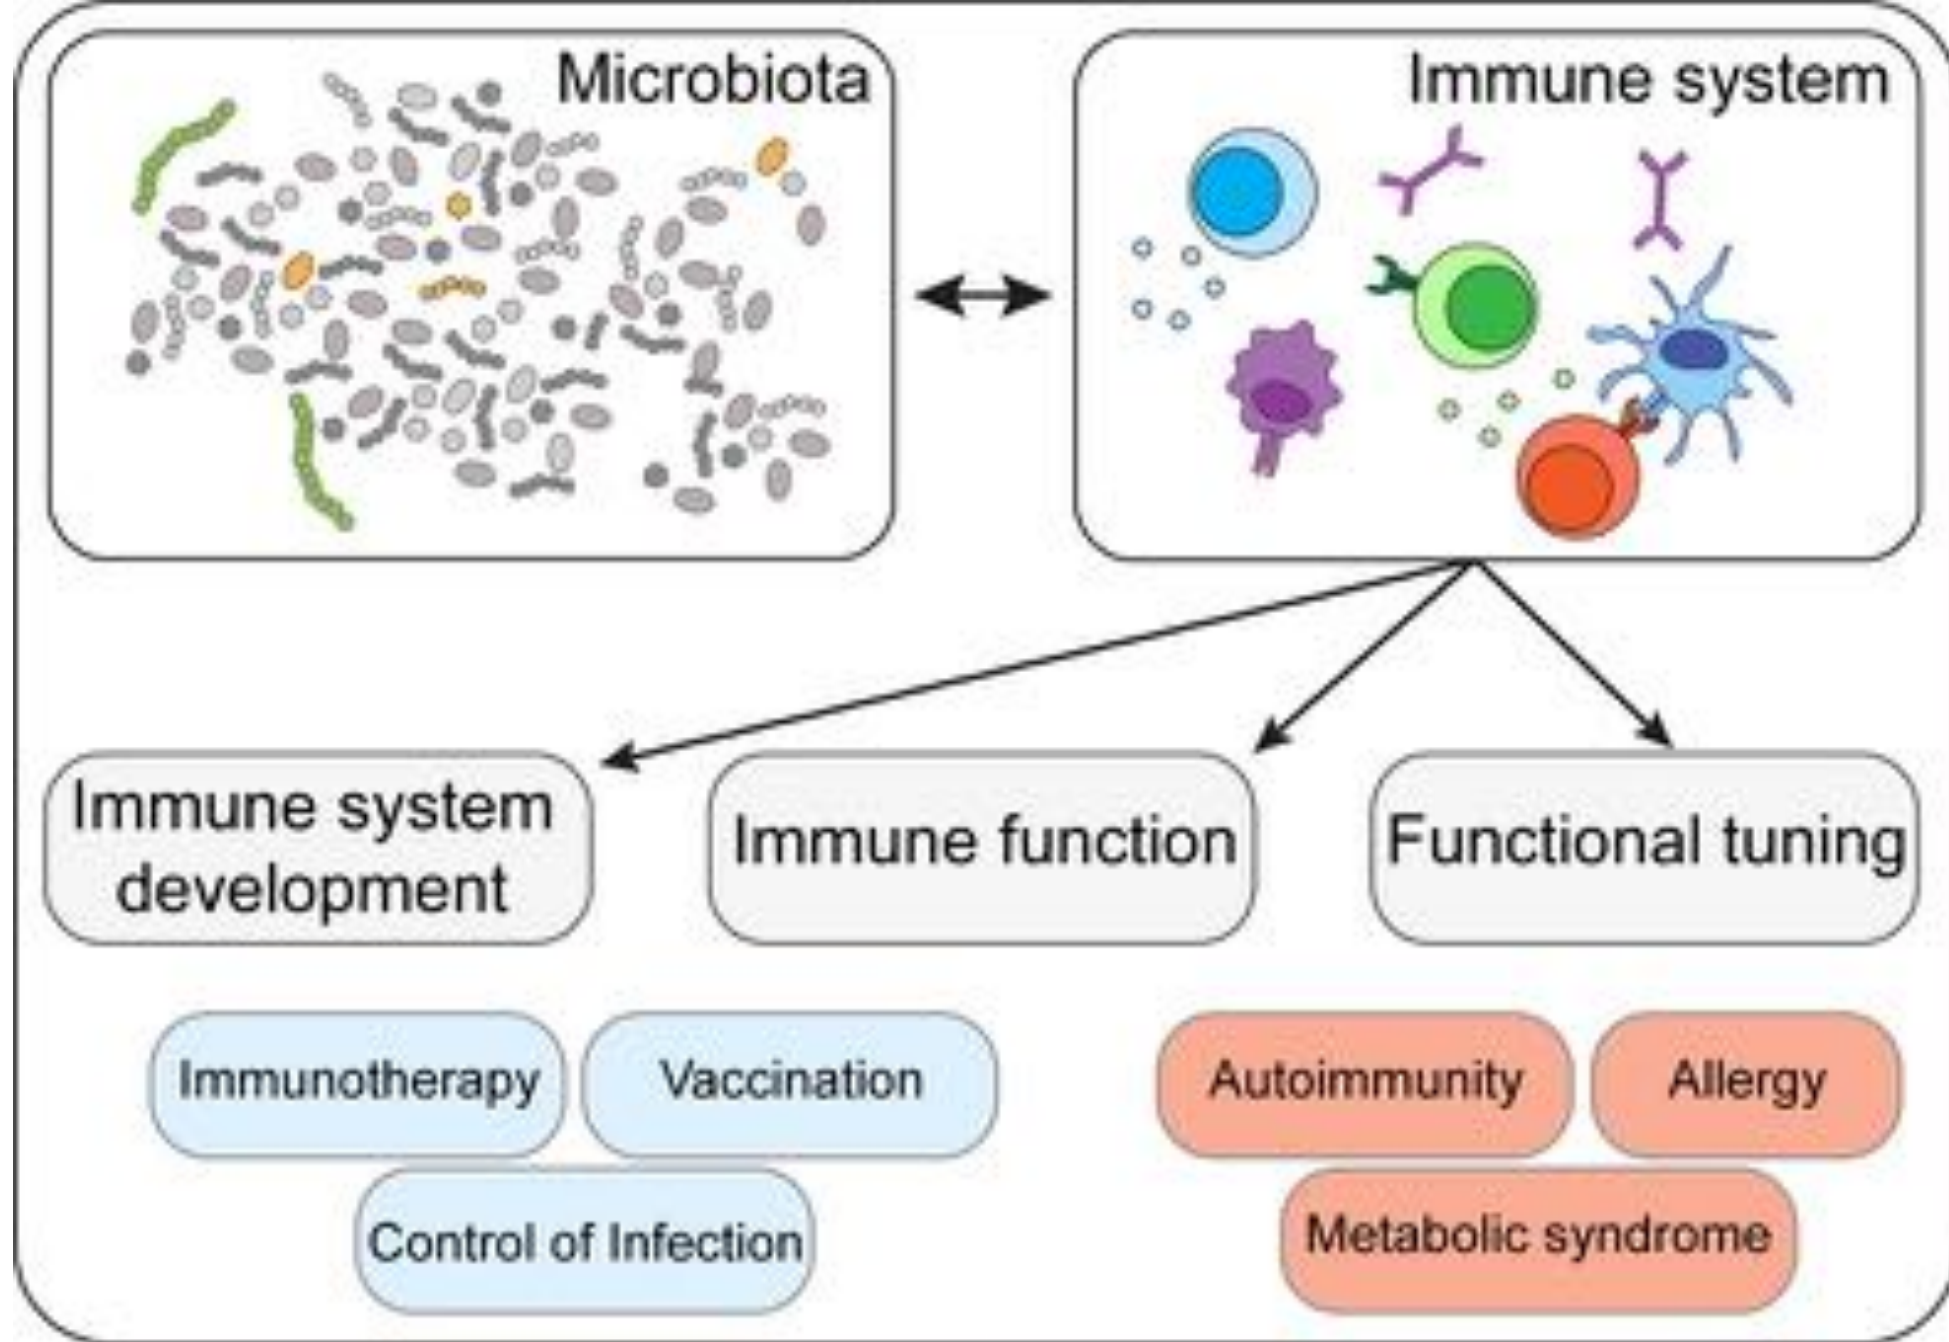 Microbiota
Immune system
Immune system
development
Immune function
Functional tuning
Immunotherapy
Vaccination
Autoimmunity
Allergy
Control of Infection
Metabolic syndrome